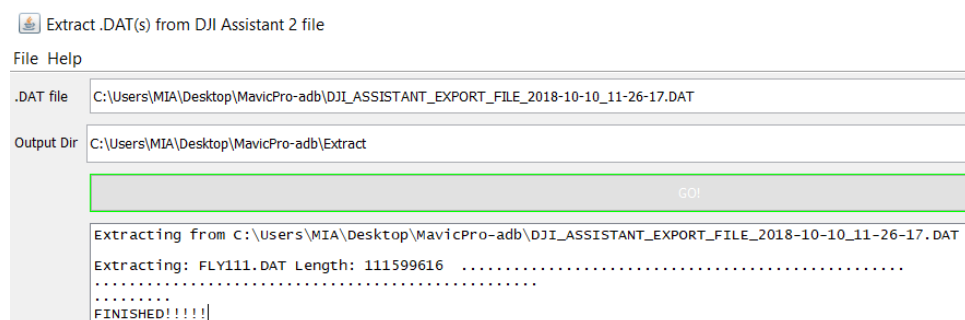 Extract .DAT(s) from DJI Assistant 2 file
File Help
.DAT file C:\Users\MIA\Desktop\MavicPro-adb\DJI_ASSISTANT_EXPORT_FILE_2018-10-10_11-26-17.DAT
Output Dir C:\Users\MIA\Desktop\MavicPro-adb\Extract
GO!
Extracting from C:\Users\MIA\Desktop\MavicPro-adb\DJI_ASSISTANT_EXPORT_FILE_2018-10-10_11-26-17.DAT
Extracting: FLY111.DAT Length: 111599616 ...................................................
...................................................
.........
FINISHED!!!!!